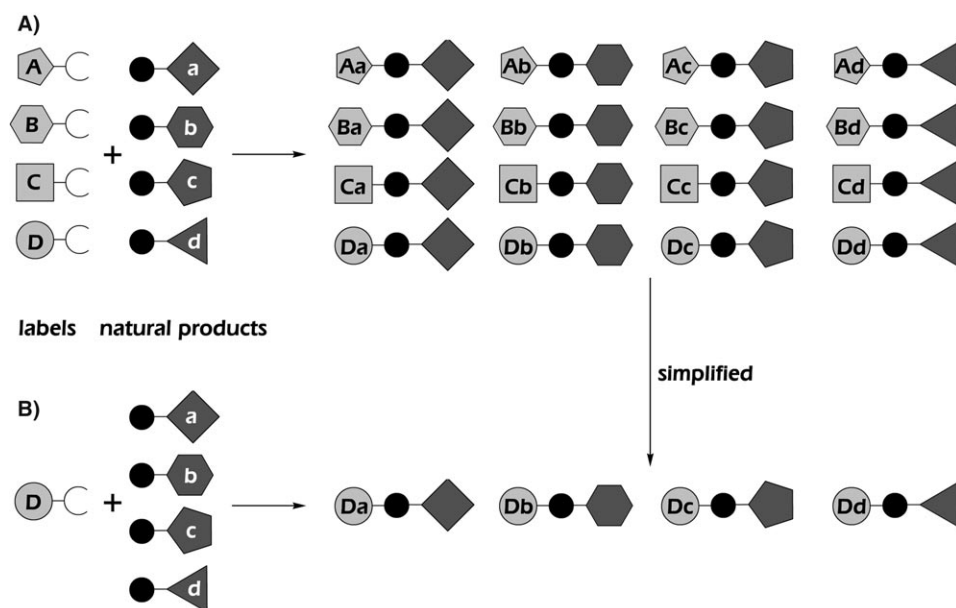 A)
A a Aa Ab Ac Ad
B b Ba Bb Bc Bd
+
C c Ca Cb Cc Cd
D d Da Db Dc Dd
labels natural products
simplified
B)
a
b
D + Da Db Dc Dd
c
d